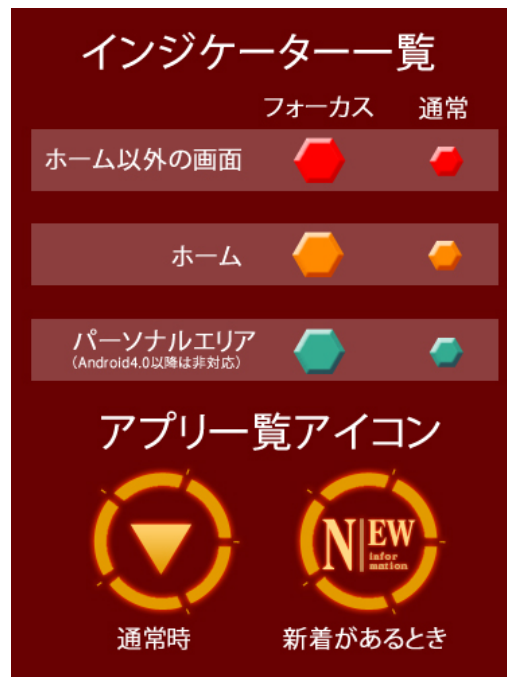 インジケーター一覧
フォーカス 通常
ホーム以外の画面
ホーム
パーソナルエリア
(Android4.0以降は非対応)
アプリ一覧アイコン
NEW
infor
mation
通常時 新着があるとき